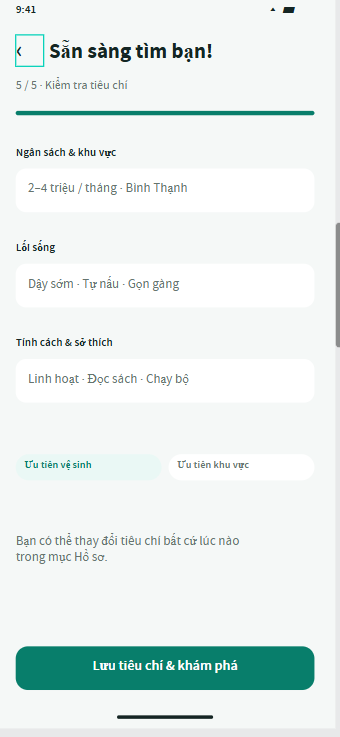 9:41
Sẵn sàng tìm bạn!
5 / 5 · Kiểm tra tiêu chí
Ngân sách & khu vực
2–4 triệu / tháng · Bình Thạnh
Lối sống
Dậy sớm · Tự nấu · Gọn gàng
Tính cách & sở thích
Linh hoạt · Đọc sách · Chạy bộ
Ưu tiên vệ sinh
Ưu tiên khu vực
Bạn có thể thay đổi tiêu chí bất cứ lúc nào
trong mục Hồ sơ.
Lưu tiêu chí & khám phá